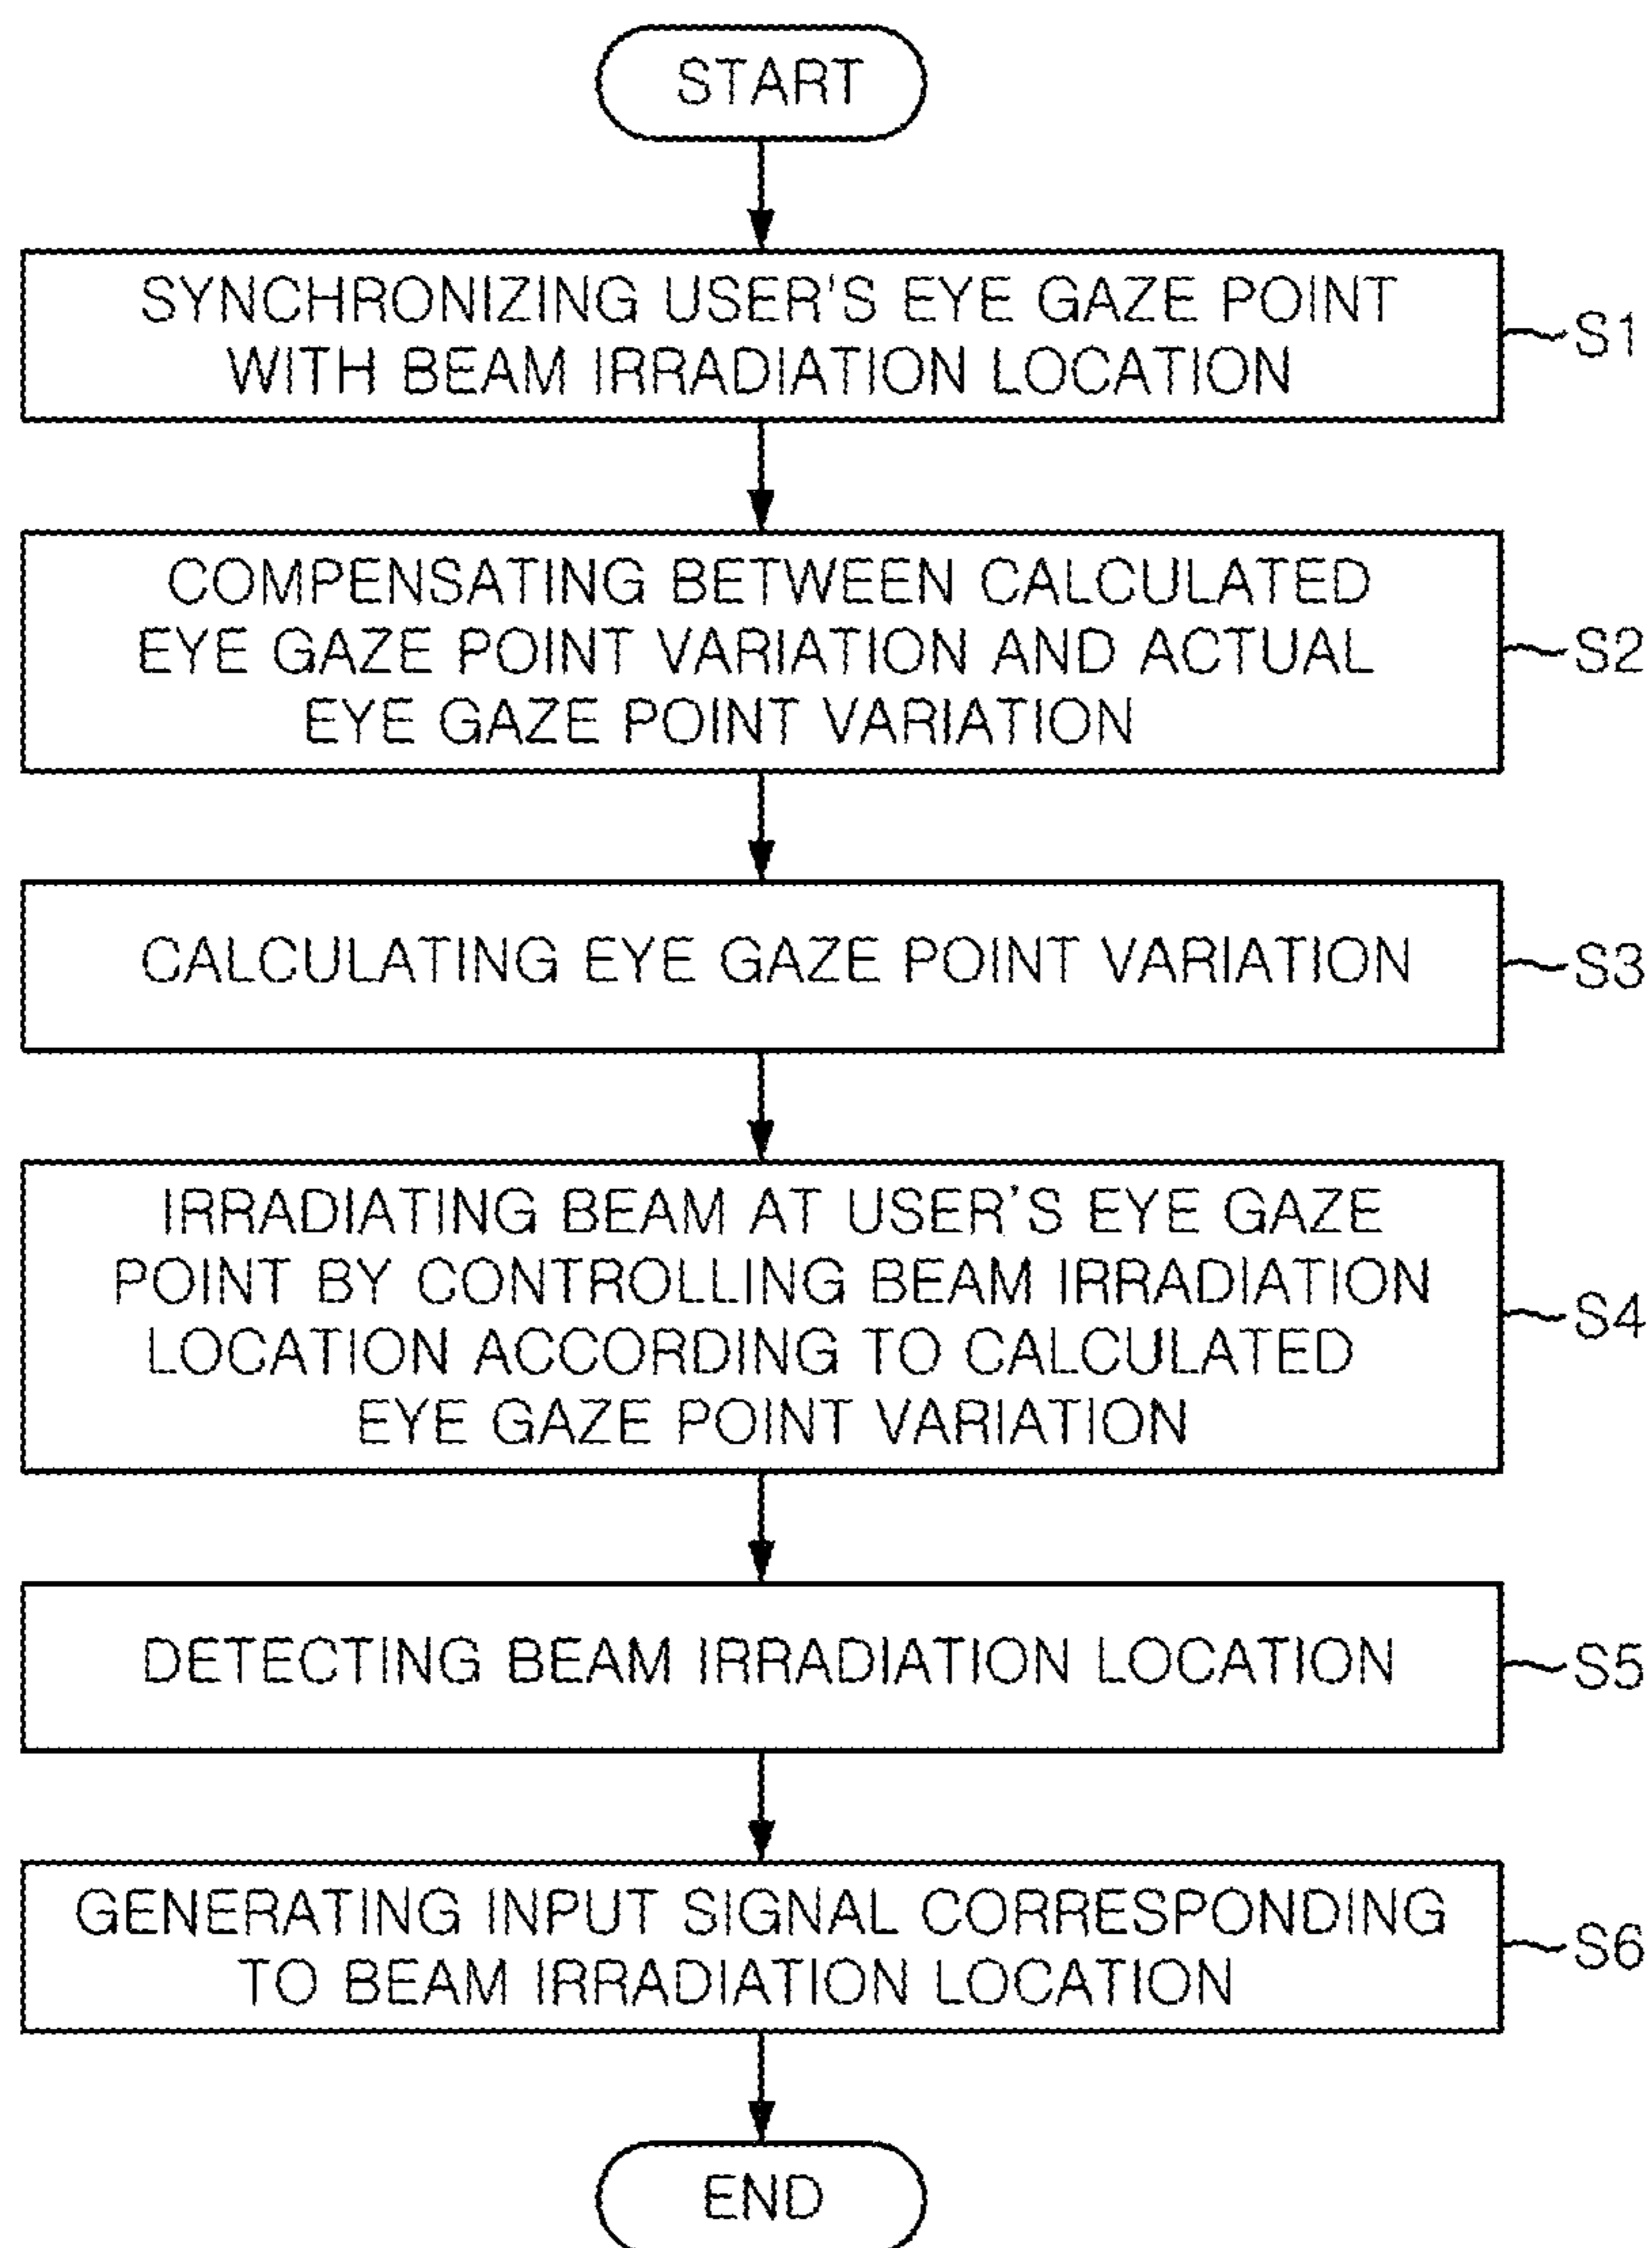 START
SYNCHRONIZING USER'S EYE GAZE POINT
WITH BEAM IRRADIATION LOCATION
S1
COMPENSATING BETWEEN CALCULATED
EYE GAZE POINT VARIATION AND ACTUAL
EYE GAZE POINT VARIATION
S2
CALCULATING EYE GAZE POINT VARIATION
S3
IRRADIATING BEAM AT USER'S EYE GAZE
POINT BY CONTROLLING BEAM IRRADIATION
LOCATION ACCORDING TO CALCULATED
EYE GAZE POINT VARIATION
S4
DETECTING BEAM IRRADIATION LOCATION
S5
GENERATING INPUT SIGNAL CORRESPONDING
TO BEAM IRRADIATION LOCATION
S6
END